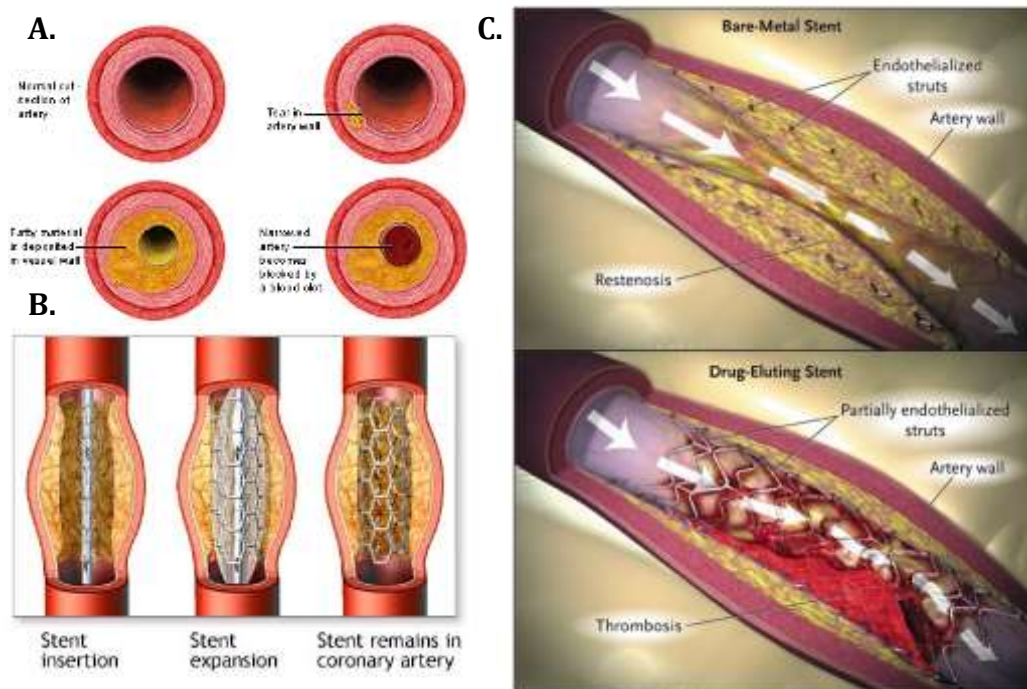 A.
Normal cut-
section of
artery
Tear in
artery wall
Fatty material
is deposited
in vessel wall
Narrowed
artery
becomes
blocked by
a blood clot
B.
Stent
insertion
Stent
expansion
Stent remains in
coronary artery
C.
Bare-Metal Stent
Endothelialized
struts
Artery wall
Restenosis
Drug-Eluting Stent
Partially endothelialized
struts
Artery wall
Thrombosis